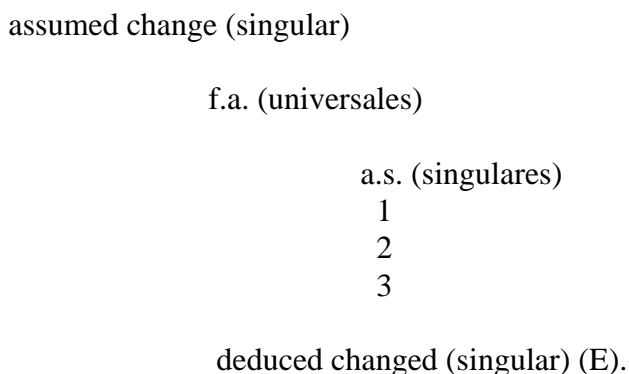 assumed change (singular)
f.a. (universales)
a.s. (singulares)
1
2
3
deduced changed (singular) (E).